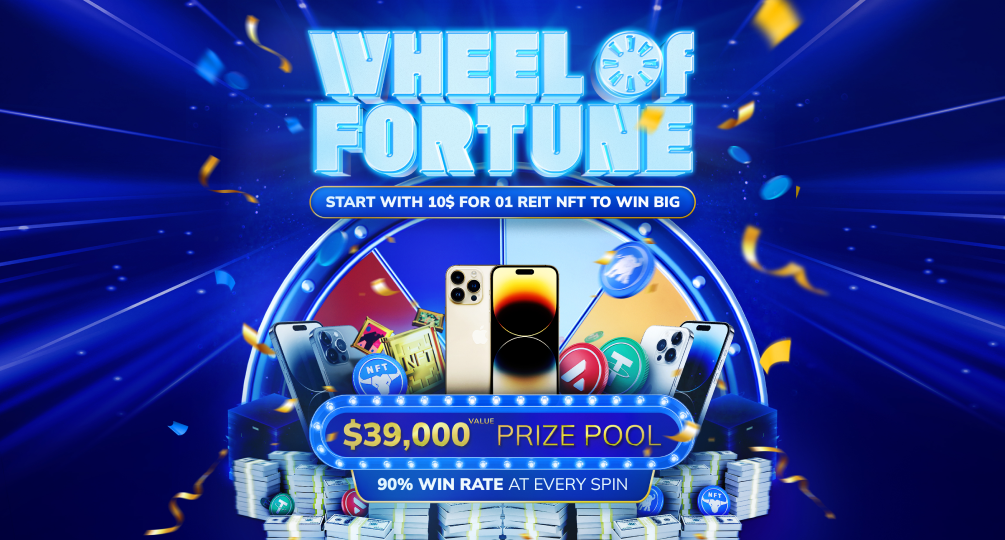 WHEEL OF
FORTUNE
START WITH 10$ FOR 01 REIT NFT TO WIN BIG
NFT
NFT
$39,000 VALUE PRIZE POOL
90% WIN RATE AT EVERY SPIN
NFT